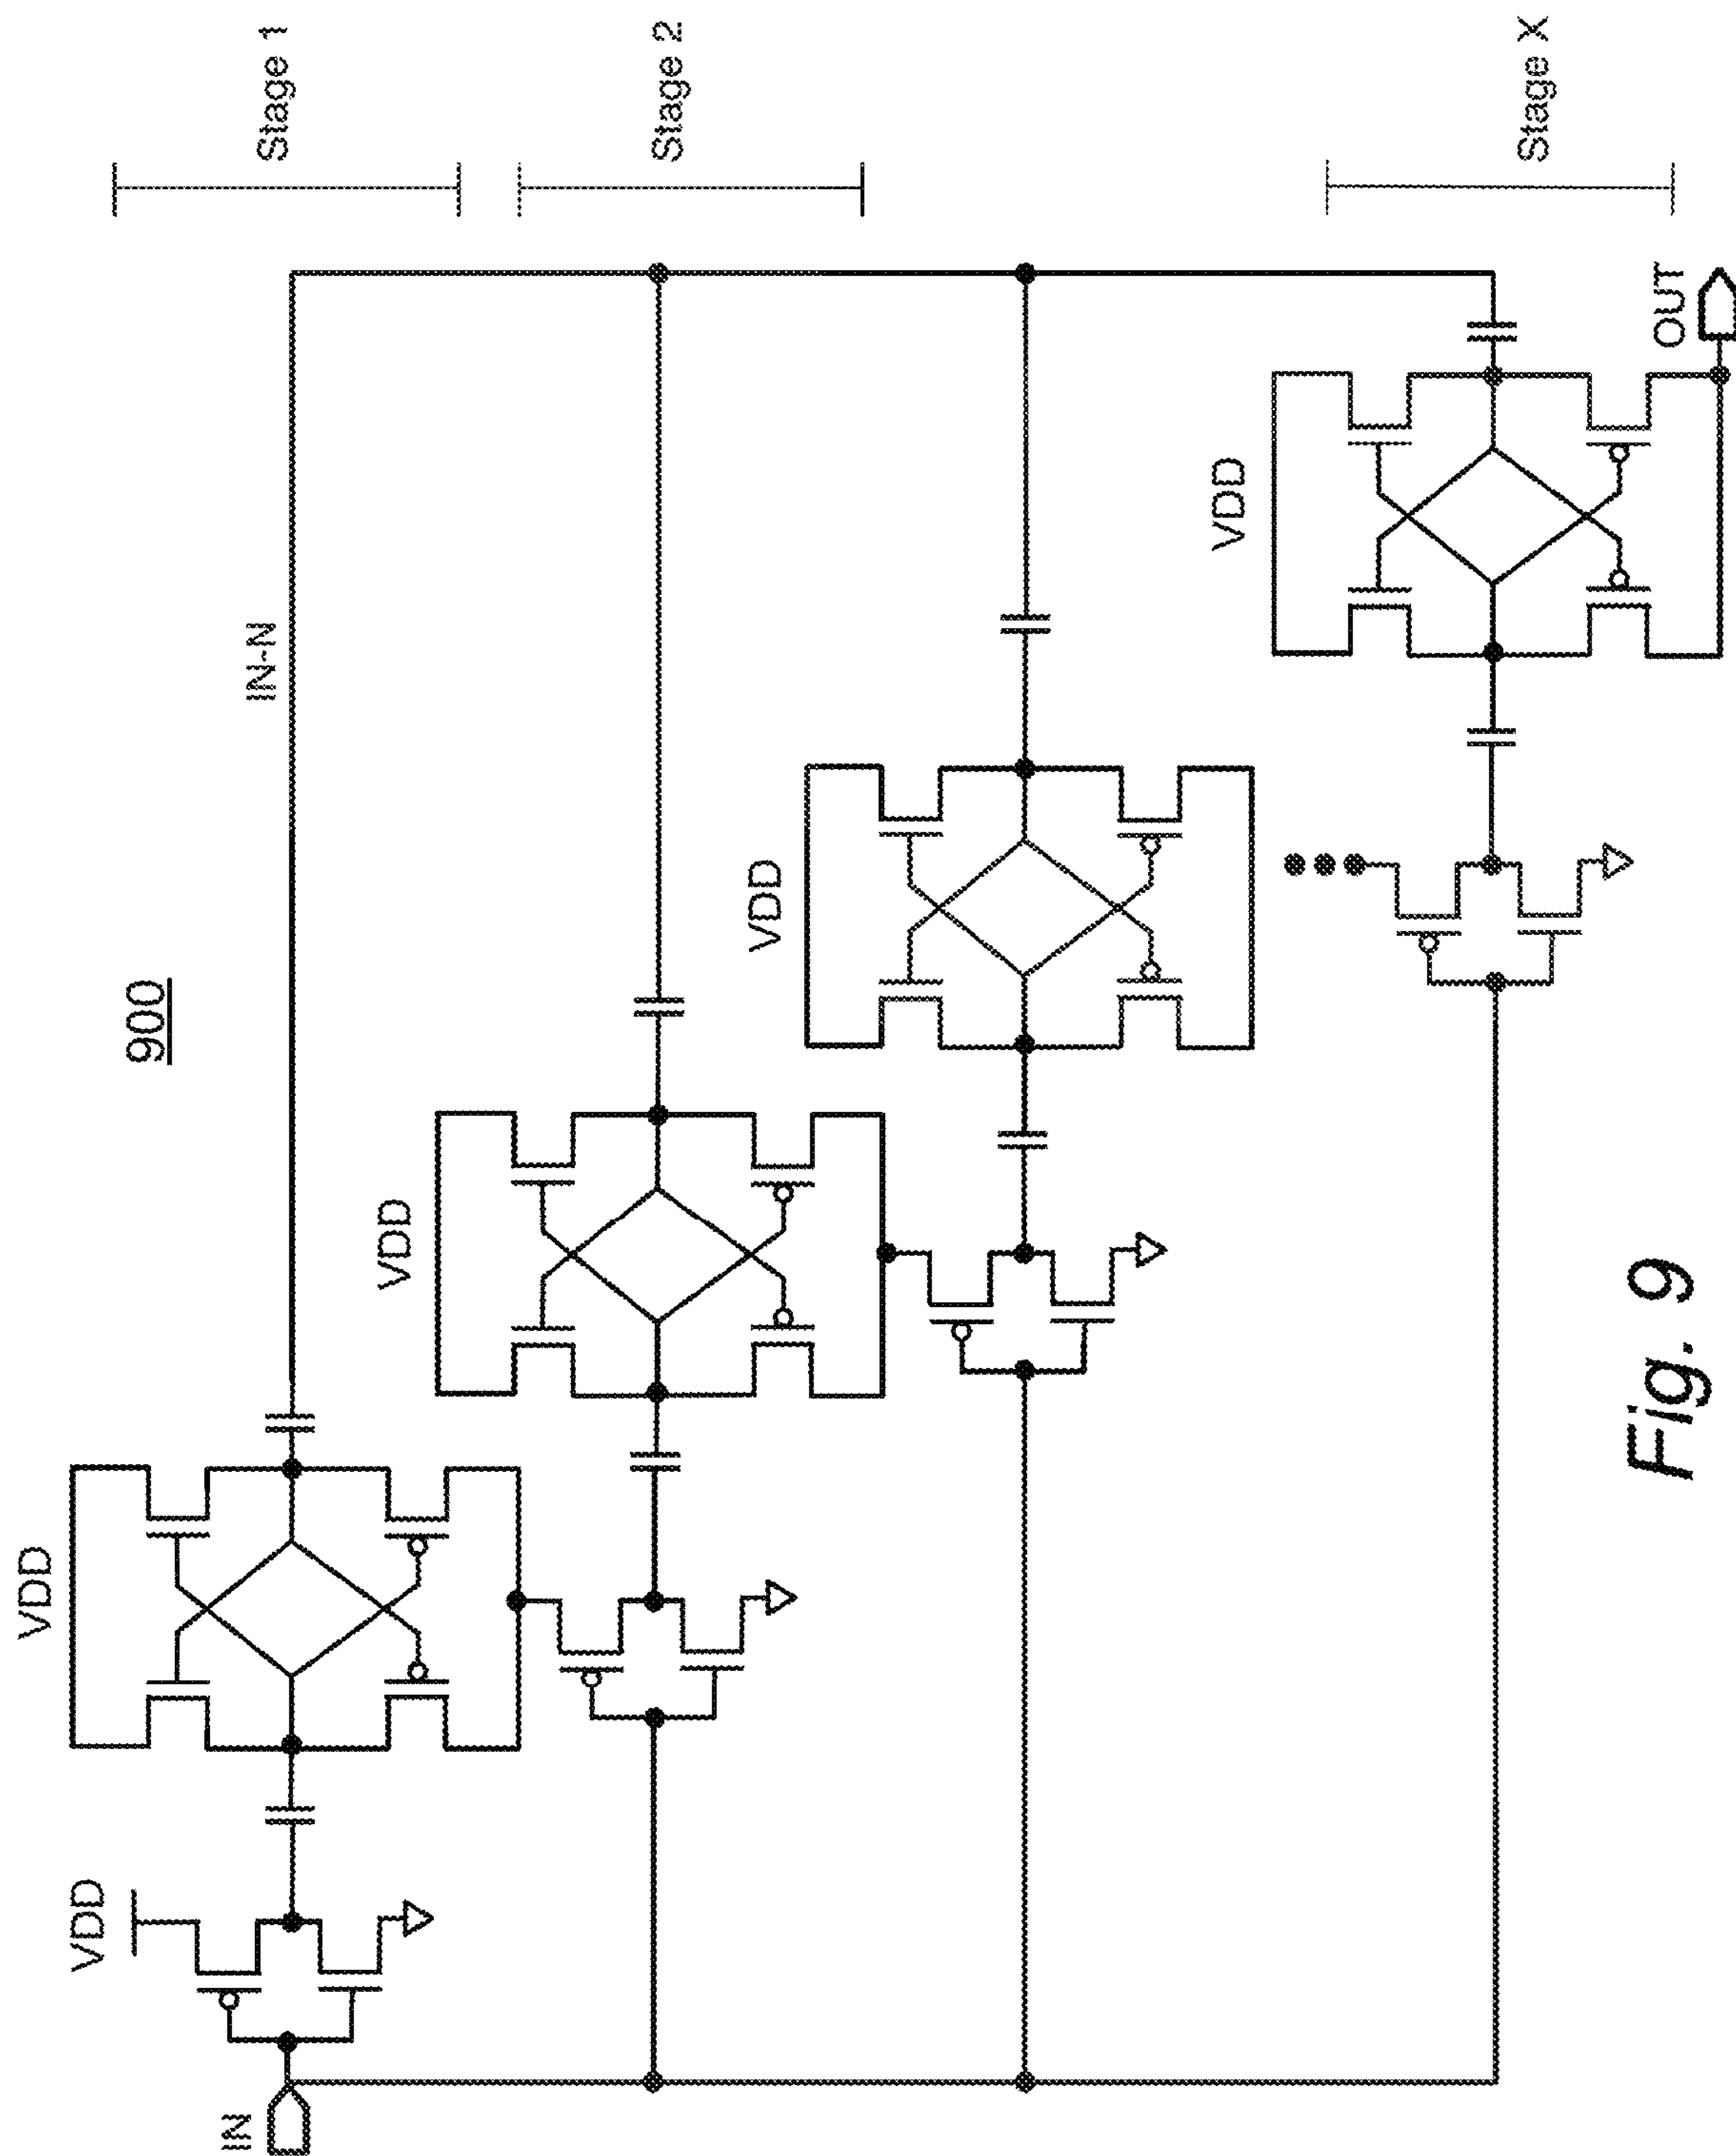 900
Stage 1
Stage 2
Stage X
IN-N
VDD
VDD
VDD
VDD
VDD
IN
OUT
Fig. 9